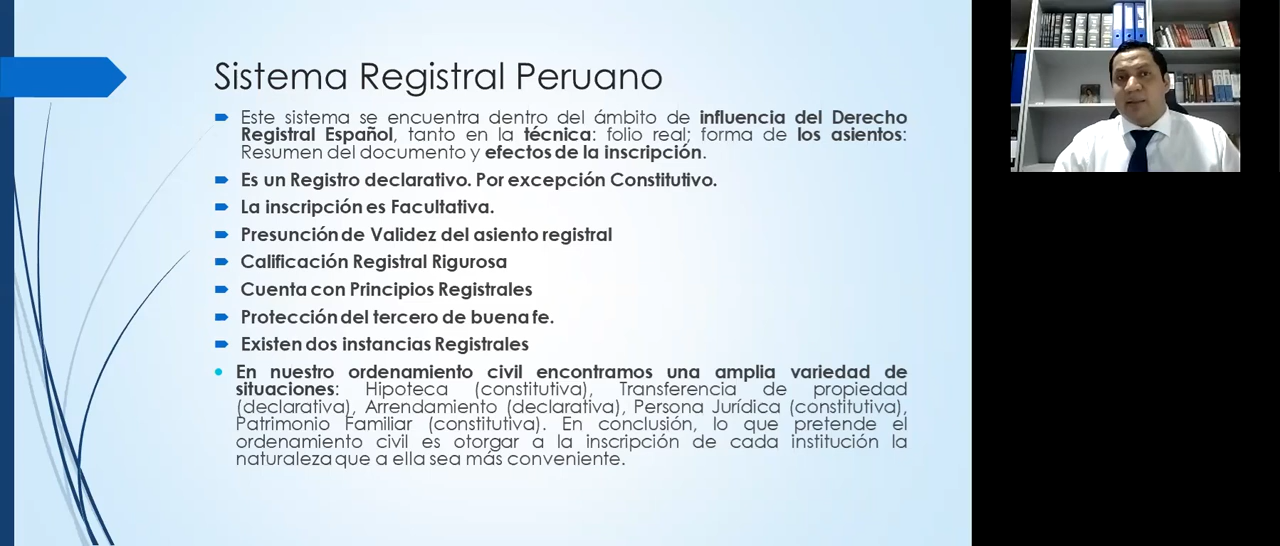 Sistema Registral Peruano
Este sistema se encuentra dentro del ámbito de influencia del Derecho
Registral Español, tanto en la técnica: folio real; forma de los asientos:
Resumen del documento y efectos de la inscripción.
Es un Registro declarativo. Por excepción Constitutivo.
La inscripción es Facultativa.
Presunción de Validez del asiento registral
Calificación Registral Rigurosa
Cuenta con Principios Registrales
Protección del tercero de buena fe.
Existen dos instancias Registrales
En nuestro ordenamiento civil encontramos una amplia variedad de
situaciones: Hipoteca (constitutiva), Transferencia de propiedad
(declarativa), Arrendamiento (declarativa), Persona Jurídica (constitutiva),
Patrimonio Familiar (constitutiva). En conclusión, lo que pretende el
ordenamiento civil es otorgar a la inscripción de cada institución la
naturaleza que a ella sea más conveniente.